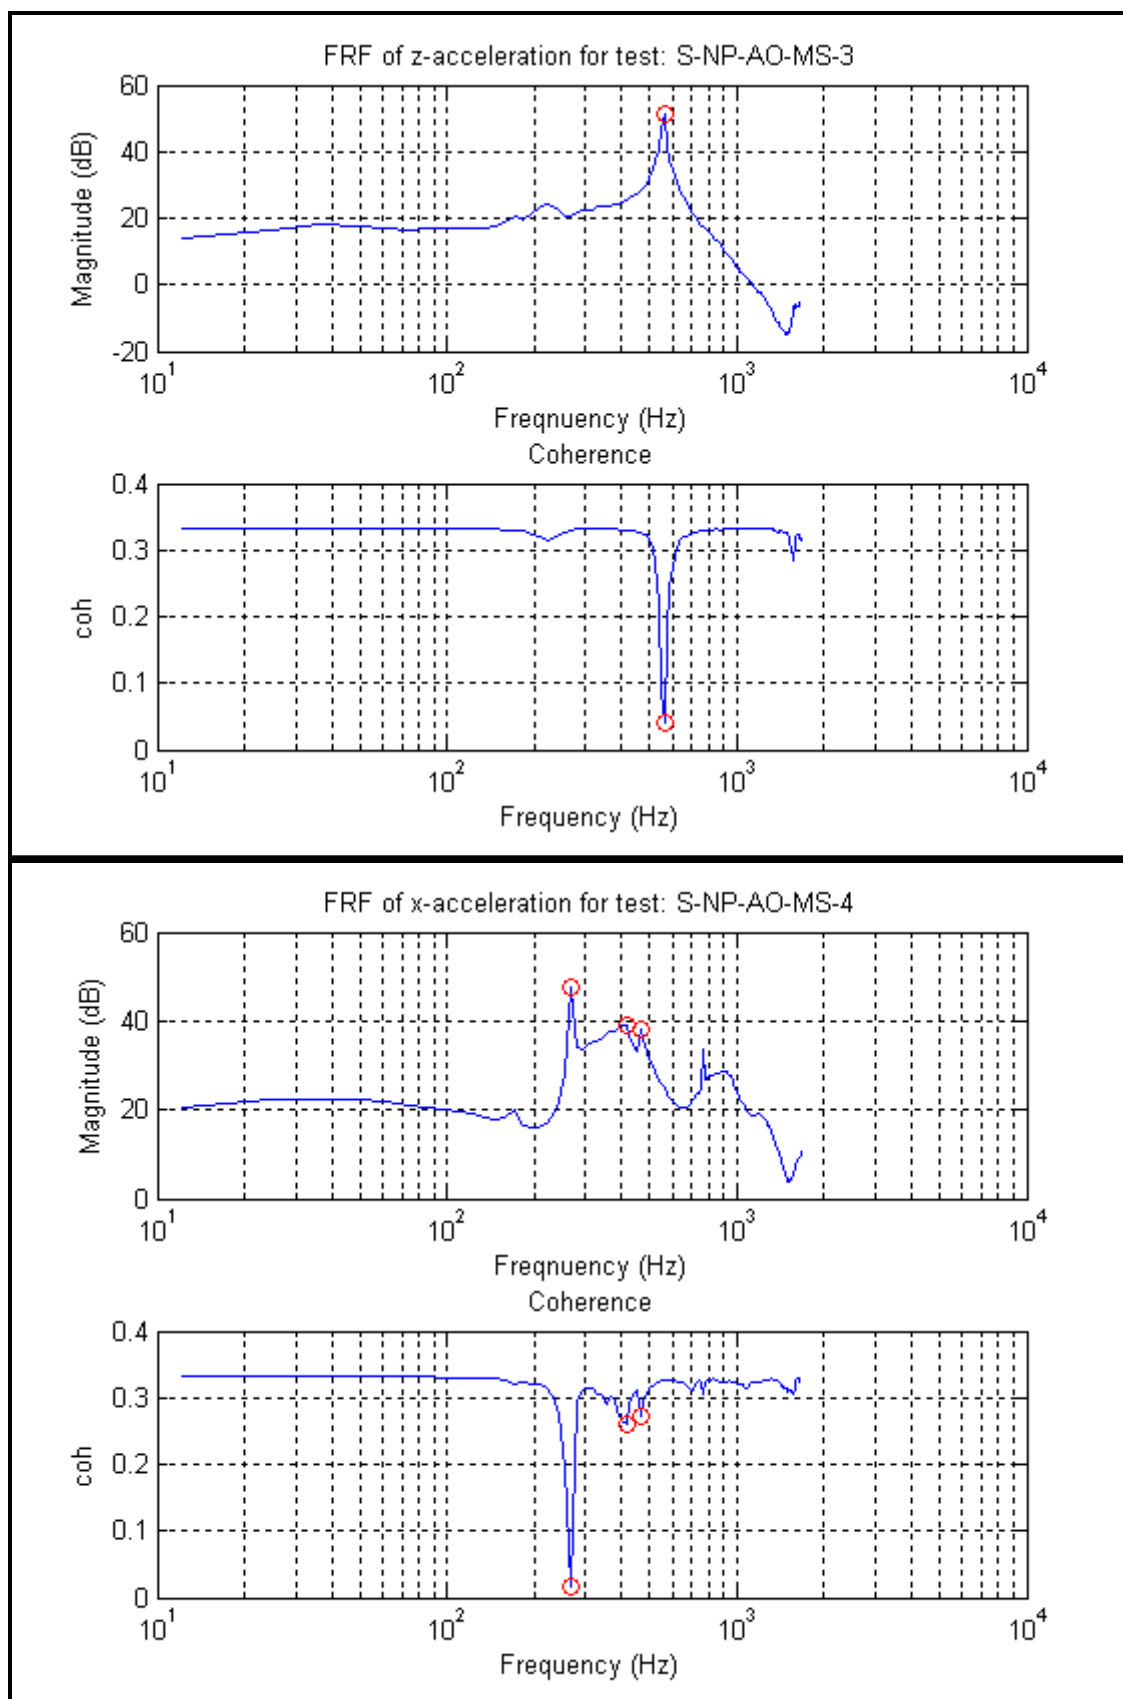 FRF of z-acceleration for test: S-NP-AO-MS-3
60
40
20
0
-20
Magnitude (dB)
10^1 10^2 10^3 10^4
Freqnuency (Hz)
Coherence
0.4
0.3
0.2
0.1
0
coh
10^1 10^2 10^3 10^4
Frequency (Hz)
FRF of x-acceleration for test: S-NP-AO-MS-4
60
40
20
0
Magnitude (dB)
10^1 10^2 10^3 10^4
Freqnuency (Hz)
Coherence
0.4
0.3
0.2
0.1
0
coh
10^1 10^2 10^3 10^4
Frequency (Hz)